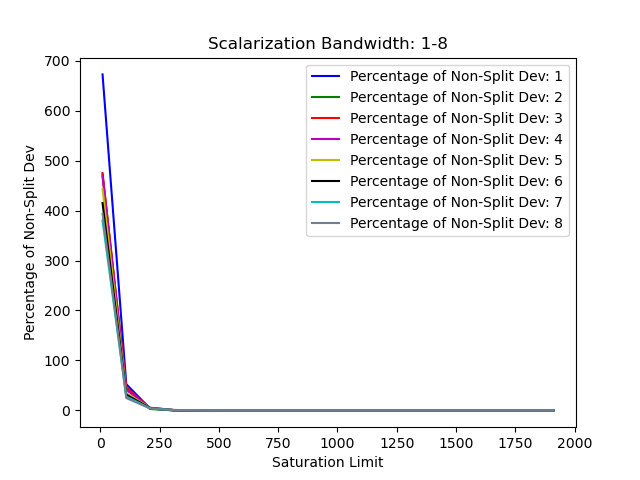 Scalarization Bandwidth: 1-8
Percentage of Non-Split Dev: 1
Percentage of Non-Split Dev: 2
Percentage of Non-Split Dev: 3
Percentage of Non-Split Dev: 4
Percentage of Non-Split Dev: 5
Percentage of Non-Split Dev: 6
Percentage of Non-Split Dev: 7
Percentage of Non-Split Dev: 8
Percentage of Non-Split Dev
700
600
500
400
300
200
100
0
0
250
500
750
1000
1250
1500
1750
2000
Saturation Limit